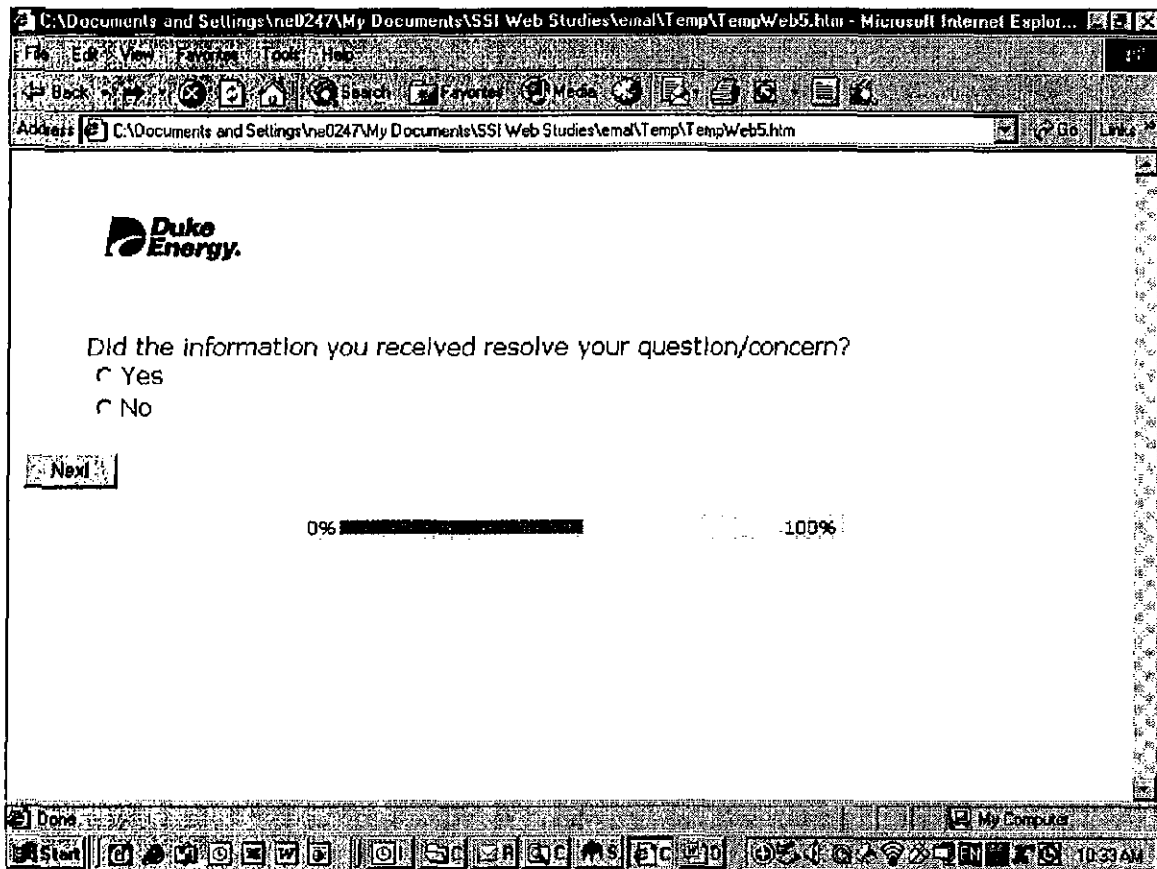 C:\Documents and Settings\ne0247\My Documents\SSI Web Studies\emal\Temp\TempWeb5.htm - Microsoft Internet Explor...
File Edit View Favorites Tools Help
Back Search Favorites Media
Address C:\Documents and Settings\ne0247\My Documents\SSI Web Studies\emal\Temp\TempWeb5.htm Go Links »
Duke
Energy.
Did the information you received resolve your question/concern?
Yes
No
Next
0% 100%
Done My Computer
Start 10:33 AM